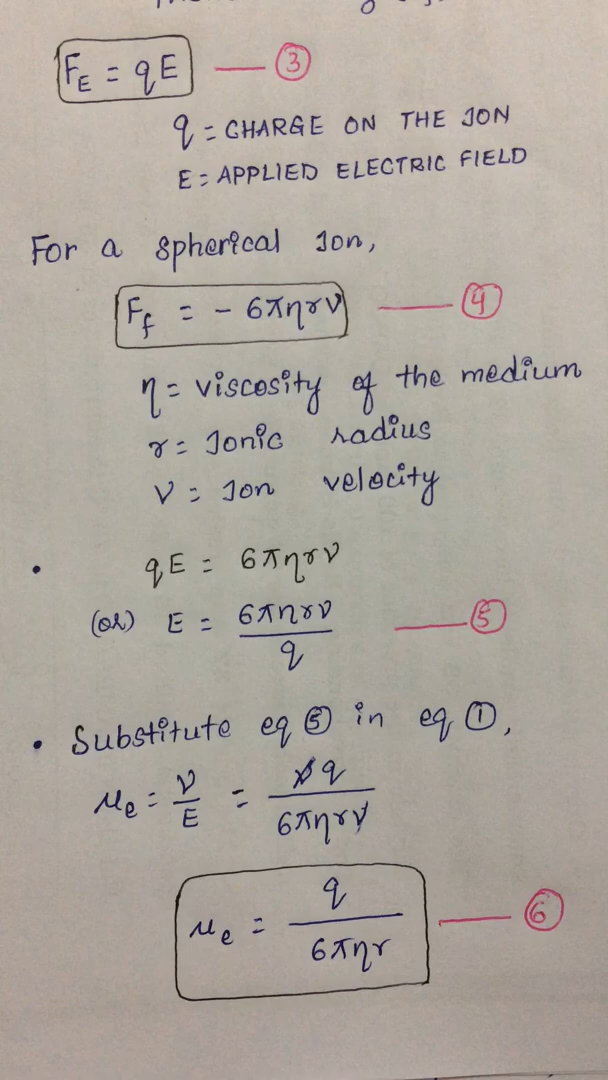 F_E = qE — ③
q = CHARGE ON THE ION
E = APPLIED ELECTRIC FIELD
For a spherical Ion,
F_f = - 6πηrv — ④
η = viscosity of the medium
r = Ionic radius
v = Ion velocity
• qE = 6πηrv
(or) E = 6πηrv / q — ⑤
• Substitute eq ⑤ in eq ①,
μe = v/E = vq / 6πηrv
μe = q / 6πηr — ⑥